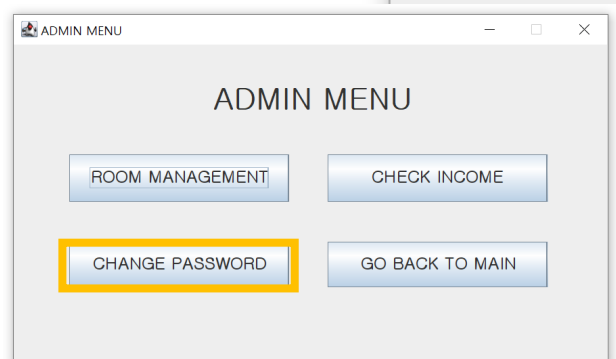 ADMIN MENU
ADMIN MENU
ROOM MANAGEMENT
CHECK INCOME
CHANGE PASSWORD
GO BACK TO MAIN